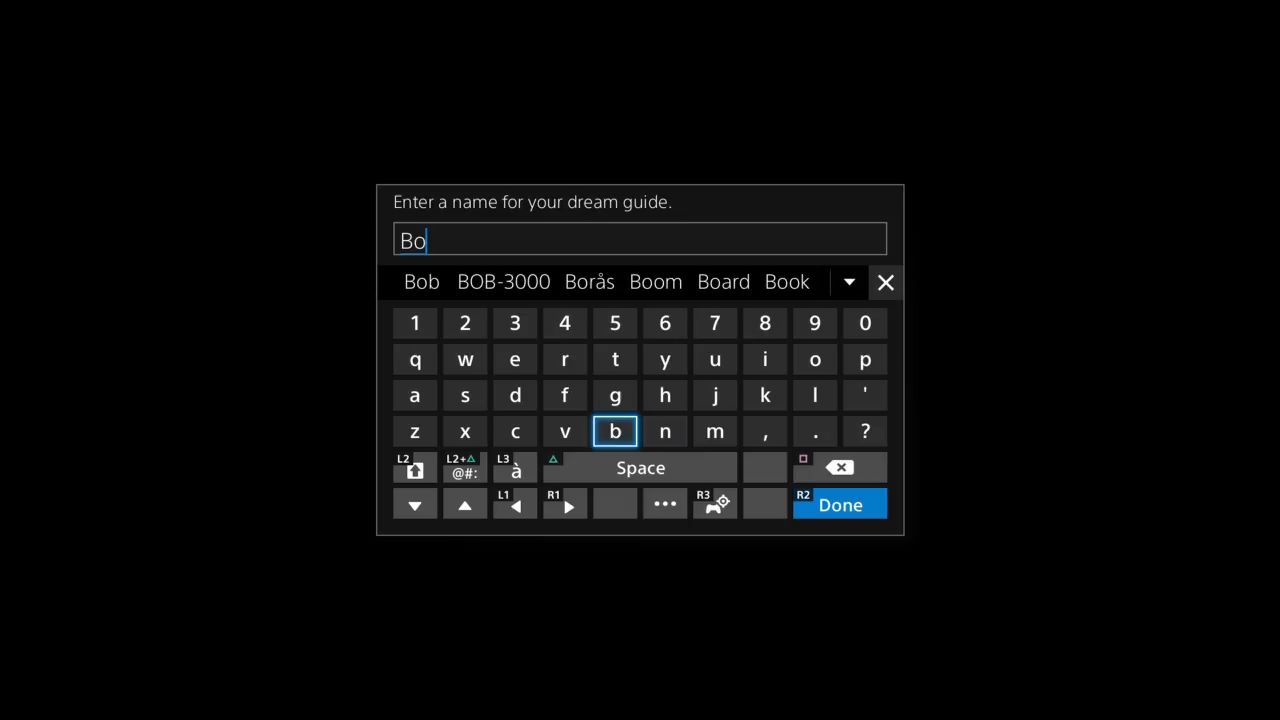 Enter a name for your dream guide.
Bo
Bob BOB-3000 Borås Boom Board Book
1 2 3 4 5 6 7 8 9 0
q w e r t y u i o p
a s d f g h j k l '
z x c v b n m , . ?
L2 L2+△ @#: L3 à △ Space □
L1 R1 ... R3 R2 Done